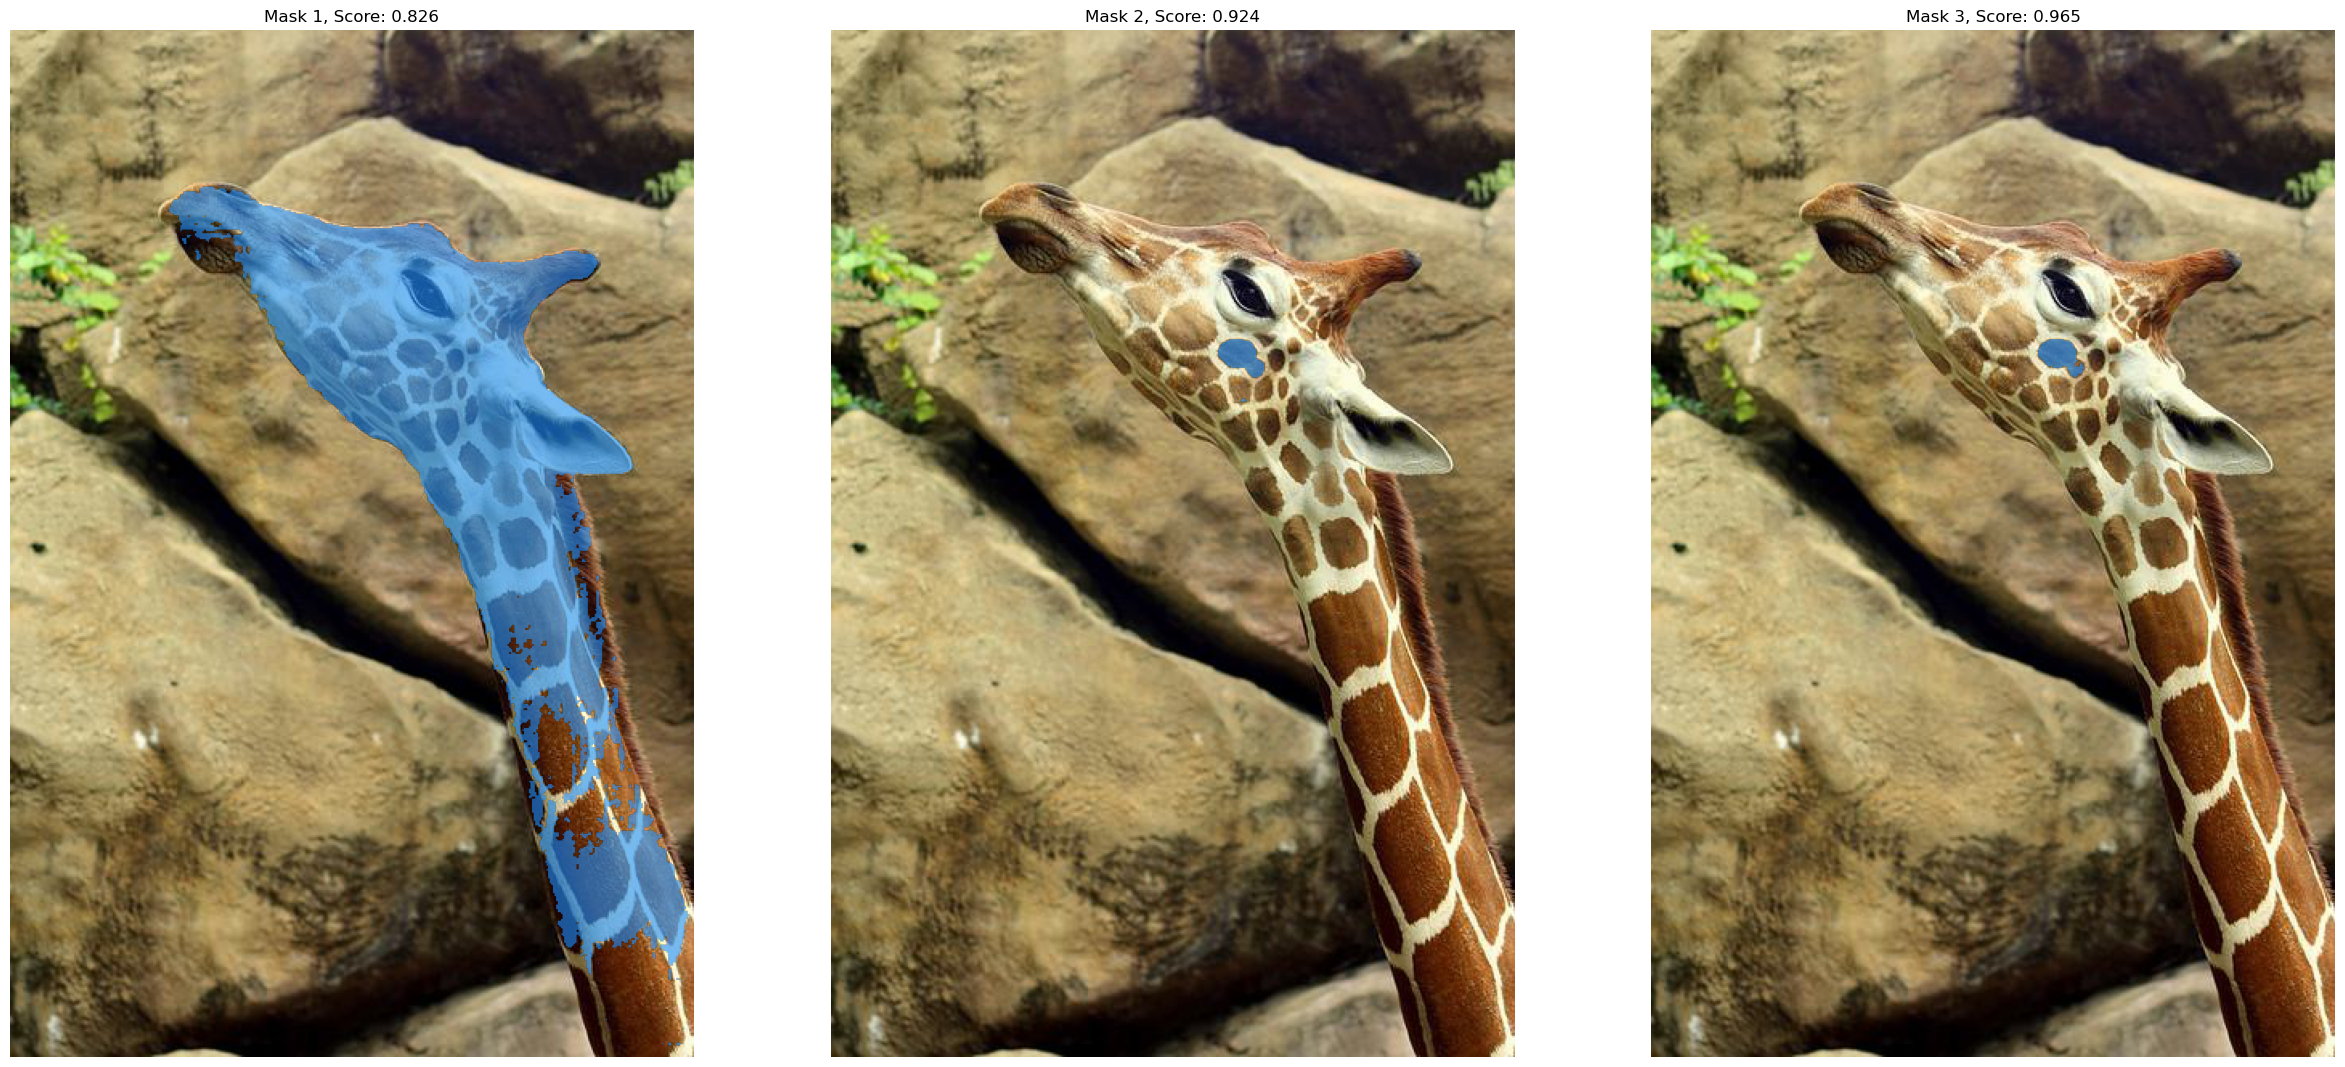 Mask 1, Score: 0.826
Mask 2, Score: 0.924
Mask 3, Score: 0.965